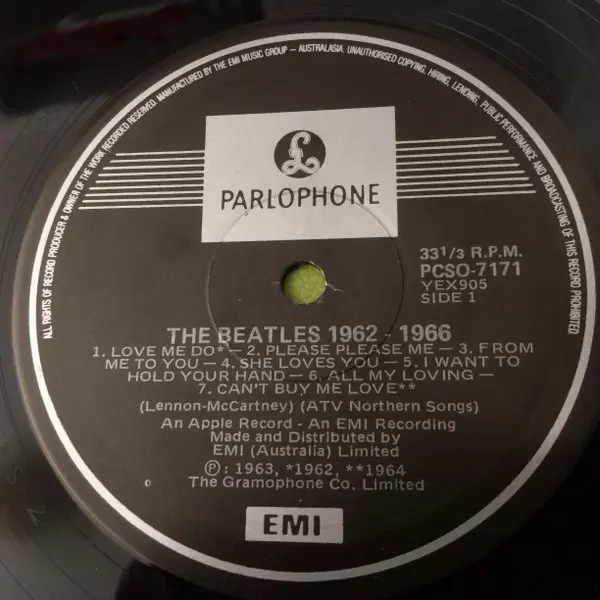 ALL RIGHTS OF RECORD PRODUCER & OWNER OF THE WORK RECORDED RESERVED. MANUFACTURED BY THE EMI MUSIC GROUP – AUSTRALASIA. UNAUTHORISED COPYING, HIRING, LENDING, PUBLIC PERFORMANCE AND BROADCASTING OF THIS RECORD PROHIBITED.
£
PARLOPHONE
33 1/3 R.P.M.
PCSO-7171
YEX905
SIDE 1
THE BEATLES 1962 - 1966
1. LOVE ME DO* — 2. PLEASE PLEASE ME — 3. FROM
ME TO YOU — 4. SHE LOVES YOU — 5. I WANT TO
HOLD YOUR HAND — 6. ALL MY LOVING —
7. CAN'T BUY ME LOVE**
(Lennon-McCartney) (ATV Northern Songs)
An Apple Record - An EMI Recording
Made and Distributed by
EMI (Australia) Limited
Ⓟ: 1963, *1962, **1964
The Gramophone Co. Limited
EMI